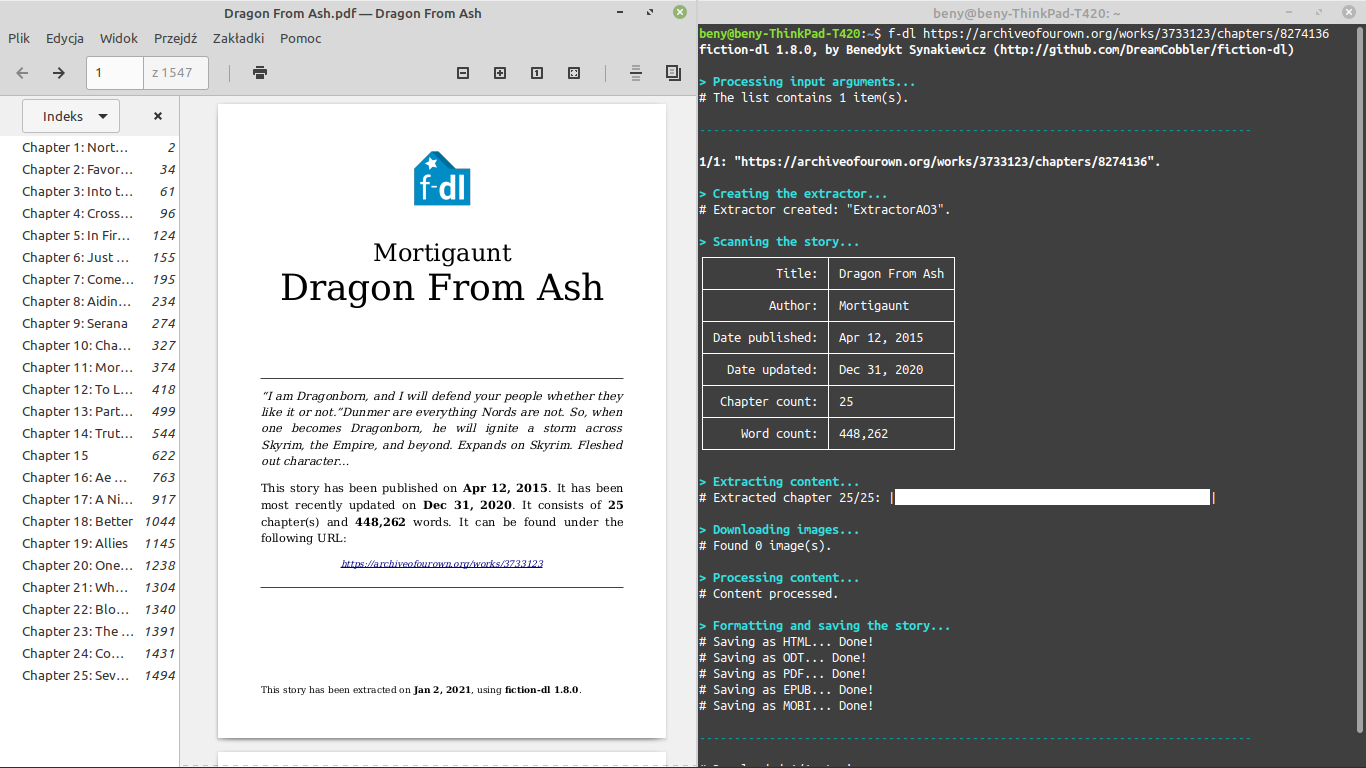 Dragon From Ash.pdf — Dragon From Ash
Plik Edycja Widok Przejdź Zakładki Pomoc
1 z 1547
Indeks
Chapter 1: Nort... 2
Chapter 2: Favor... 34
Chapter 3: Into t... 61
Chapter 4: Cross... 96
Chapter 5: In Fir... 124
Chapter 6: Just ... 155
Chapter 7: Come... 195
Chapter 8: Aidin... 234
Chapter 9: Serana 274
Chapter 10: Cha... 327
Chapter 11: Mor... 374
Chapter 12: To L... 418
Chapter 13: Part... 499
Chapter 14: Trut... 544
Chapter 15 622
Chapter 16: Ae ... 763
Chapter 17: A Ni... 917
Chapter 18: Better 1044
Chapter 19: Allies 1145
Chapter 20: One... 1238
Chapter 21: Wh... 1304
Chapter 22: Blo... 1340
Chapter 23: The ... 1391
Chapter 24: Co... 1431
Chapter 25: Sev... 1494
f-dl
Mortigaunt
Dragon From Ash
“I am Dragonborn, and I will defend your people whether they
like it or not.”Dunmer are everything Nords are not. So, when
one becomes Dragonborn, he will ignite a storm across
Skyrim, the Empire, and beyond. Expands on Skyrim. Fleshed
out character...
This story has been published on Apr 12, 2015. It has been
most recently updated on Dec 31, 2020. It consists of 25
chapter(s) and 448,262 words. It can be found under the
following URL:
https://archiveofourown.org/works/3733123
This story has been extracted on Jan 2, 2021, using fiction-dl 1.8.0.
beny@beny-ThinkPad-T420: ~
beny@beny-ThinkPad-T420:~$ f-dl https://archiveofourown.org/works/3733123/chapters/8274136
fiction-dl 1.8.0, by Benedykt Synakiewicz (http://github.com/DreamCobbler/fiction-dl)
> Processing input arguments...
# The list contains 1 item(s).
--------------------------------------------------------------------------------
1/1: "https://archiveofourown.org/works/3733123/chapters/8274136".
> Creating the extractor...
# Extractor created: "ExtractorAO3".
> Scanning the story...
Title: Dragon From Ash
Author: Mortigaunt
Date published: Apr 12, 2015
Date updated: Dec 31, 2020
Chapter count: 25
Word count: 448,262
> Extracting content...
# Extracted chapter 25/25: | |
> Downloading images...
# Found 0 image(s).
> Processing content...
# Content processed.
> Formatting and saving the story...
# Saving as HTML... Done!
# Saving as ODT... Done!
# Saving as PDF... Done!
# Saving as EPUB... Done!
# Saving as MOBI... Done!
--------------------------------------------------------------------------------